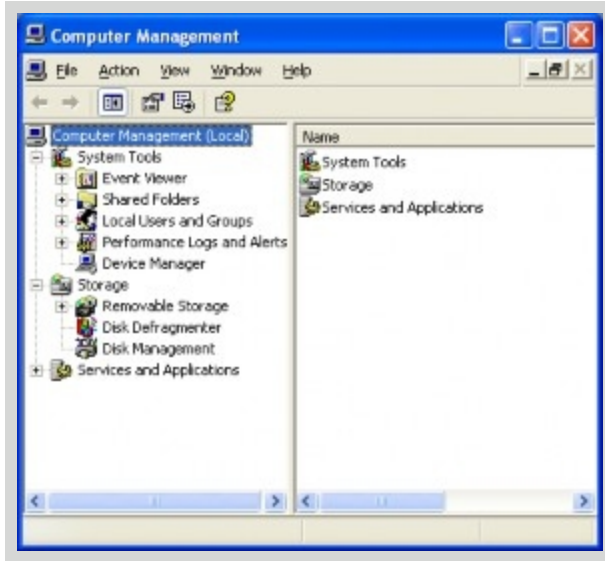 Computer Management
File Action View Window Help
Computer Management (Local)
System Tools
Event Viewer
Shared Folders
Local Users and Groups
Performance Logs and Alerts
Device Manager
Storage
Removable Storage
Disk Defragmenter
Disk Management
Services and Applications
Name
System Tools
Storage
Services and Applications